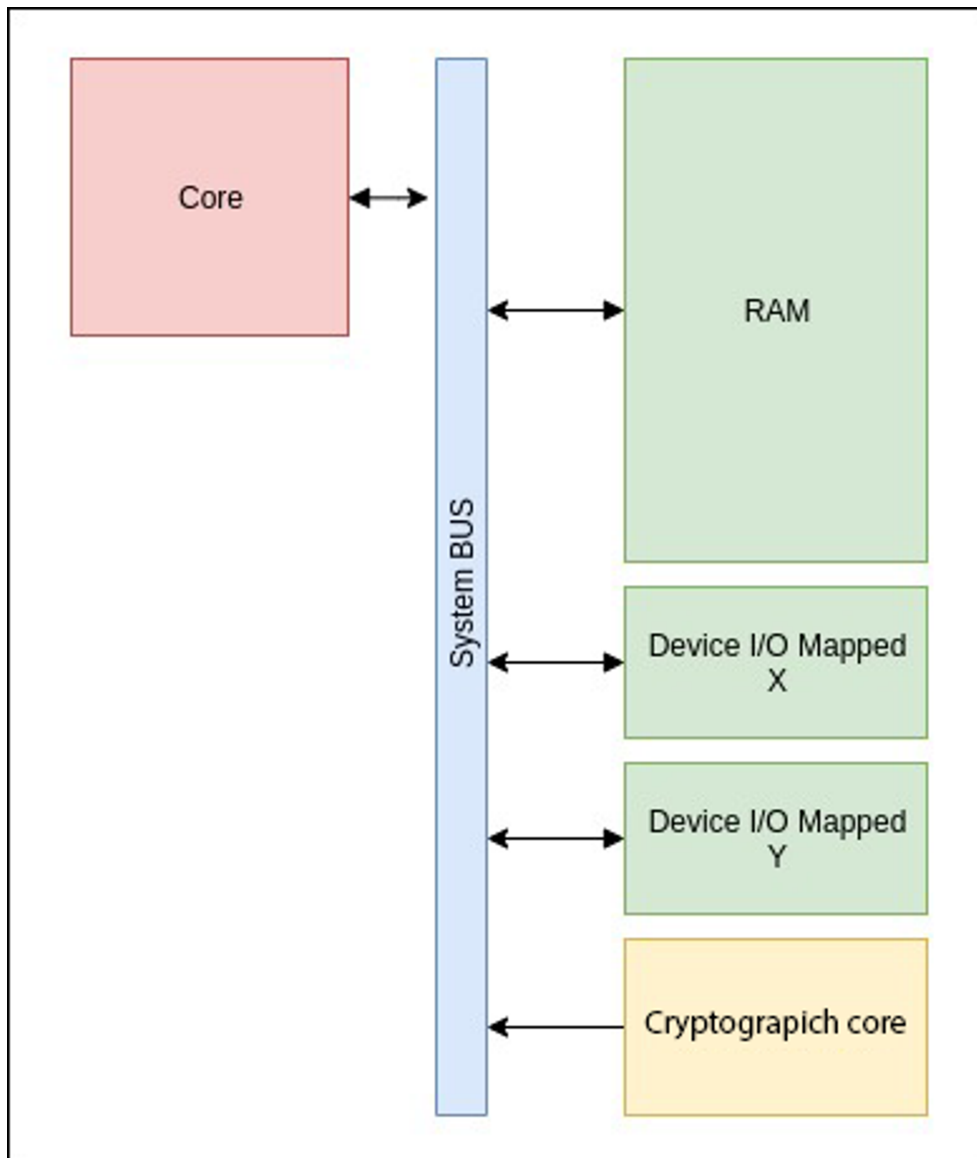 Core
RAM
System BUS
Device I/O Mapped
X
Device I/O Mapped
Y
Cryptograpich core